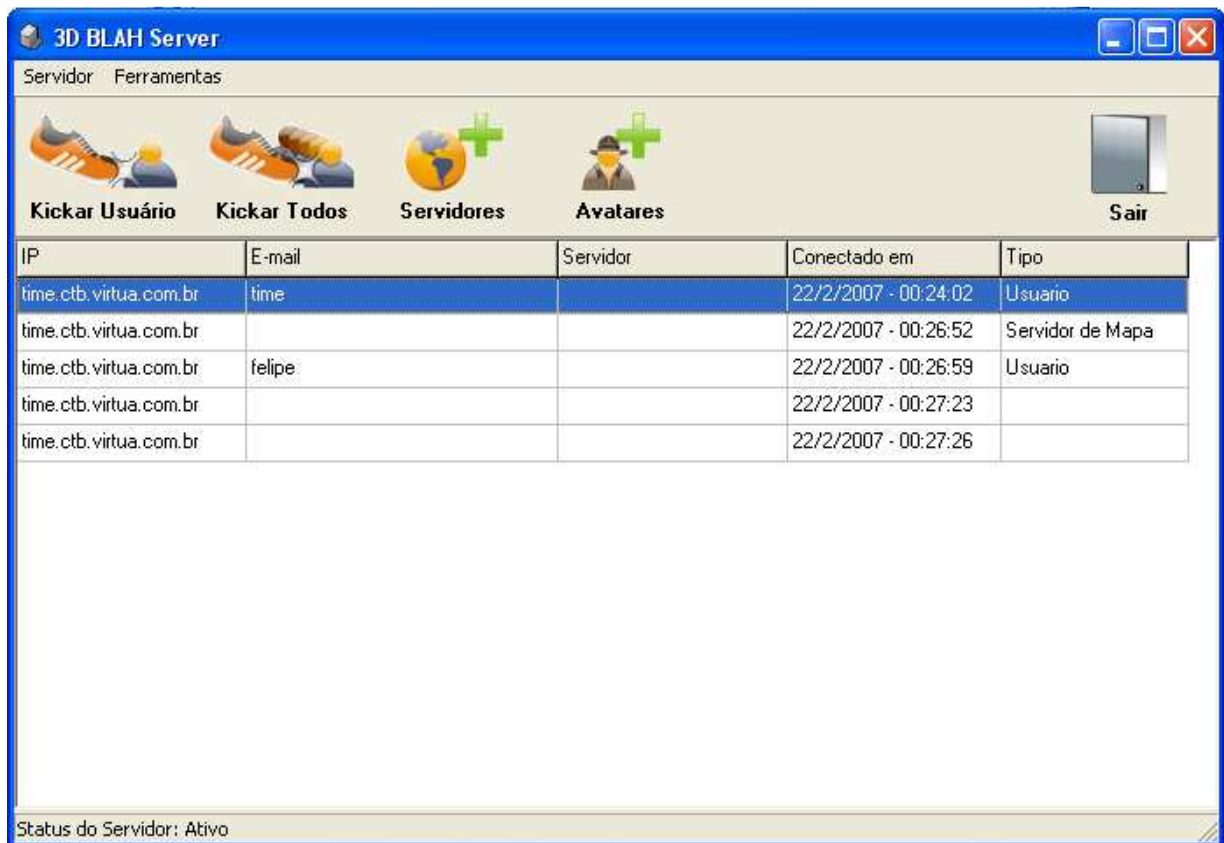 3D BLAH Server
Servidor Ferramentas
Kickar Usuário Kickar Todos Servidores Avatares Sair
IP E-mail Servidor Conectado em Tipo
time.ctb.virtua.com.br time 22/2/2007 - 00:24:02 Usuario
time.ctb.virtua.com.br 22/2/2007 - 00:26:52 Servidor de Mapa
time.ctb.virtua.com.br felipe 22/2/2007 - 00:26:59 Usuario
time.ctb.virtua.com.br 22/2/2007 - 00:27:23
time.ctb.virtua.com.br 22/2/2007 - 00:27:26
Status do Servidor: Ativo